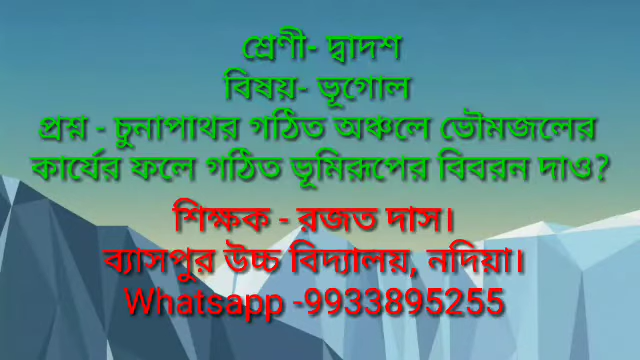 শ্রেণী- দ্বাদশ
বিষয়- ভূগোল
প্রশ্ন - চুনাপাথর গঠিত অঞ্চলে ভৌমজলের
কার্যের ফলে গঠিত ভূমিরূপের বিবরন দাও?
শিক্ষক - রজত দাস।
ব্যাসপুর উচ্চ বিদ্যালয়, নদিয়া।
Whatsapp -9933895255